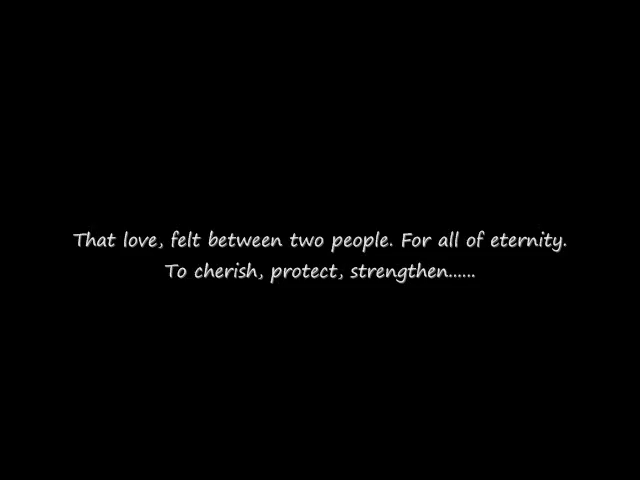 That love, felt between two people. For all of eternity.
To cherish, protect, strengthen......